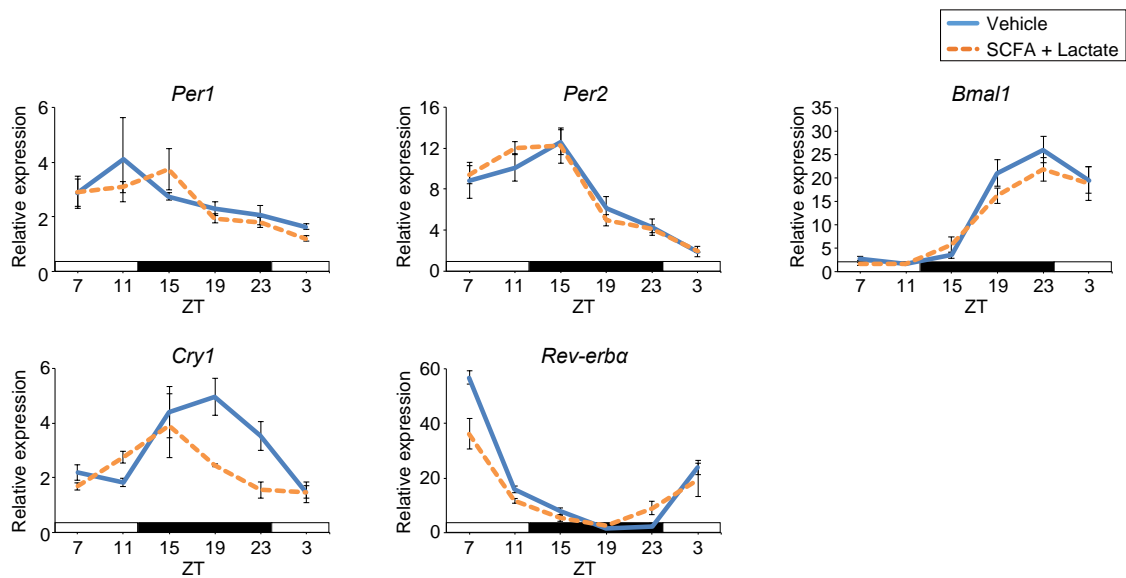 Vehicle
SCFA + Lactate
Per1
Relative expression
6
4
2
0
7 11 15 19 23 3
ZT
Per2
Relative expression
16
12
8
4
0
7 11 15 19 23 3
ZT
Bmal1
Relative expression
35
30
25
20
15
10
5
0
7 11 15 19 23 3
ZT
Cry1
Relative expression
6
4
2
0
7 11 15 19 23 3
ZT
Rev-erbα
Relative expression
60
40
20
0
7 11 15 19 23 3
ZT